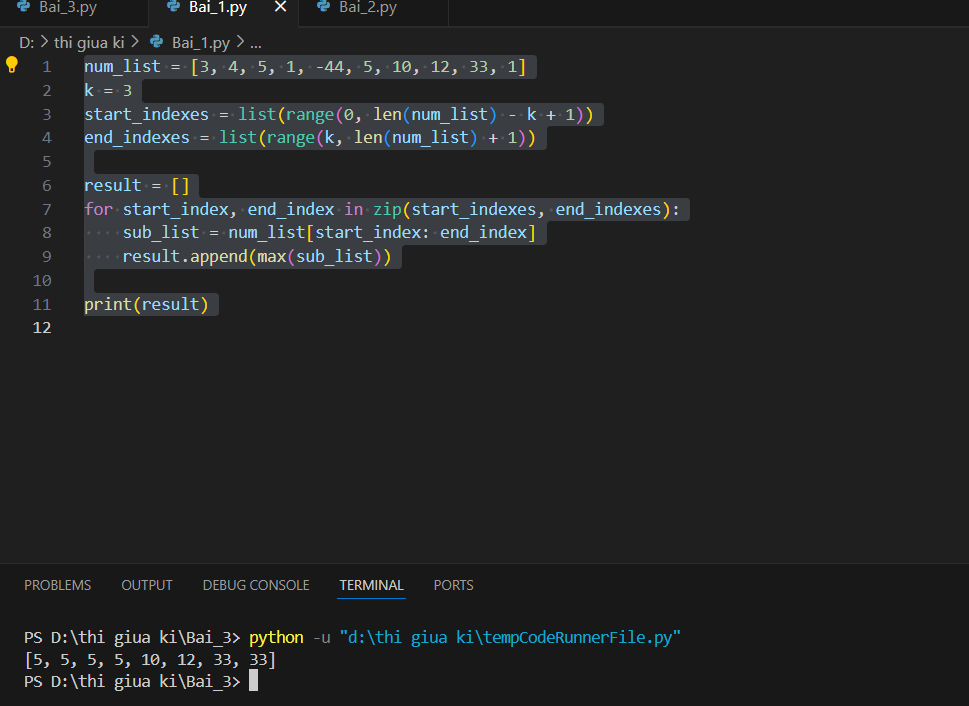 Bai_3.py Bai_1.py Bai_2.py
D: > thi giua ki > Bai_1.py > ...
1 num_list = [3, 4, 5, 1, -44, 5, 10, 12, 33, 1]
2 k = 3
3 start_indexes = list(range(0, len(num_list) - k + 1))
4 end_indexes = list(range(k, len(num_list) + 1))
5
6 result = []
7 for start_index, end_index in zip(start_indexes, end_indexes):
8     sub_list = num_list[start_index: end_index]
9     result.append(max(sub_list))
10
11 print(result)
12
PROBLEMS OUTPUT DEBUG CONSOLE TERMINAL PORTS
PS D:\thi giua ki\Bai_3> python -u "d:\thi giua ki\tempCodeRunnerFile.py"
[5, 5, 5, 5, 10, 12, 33, 33]
PS D:\thi giua ki\Bai_3>